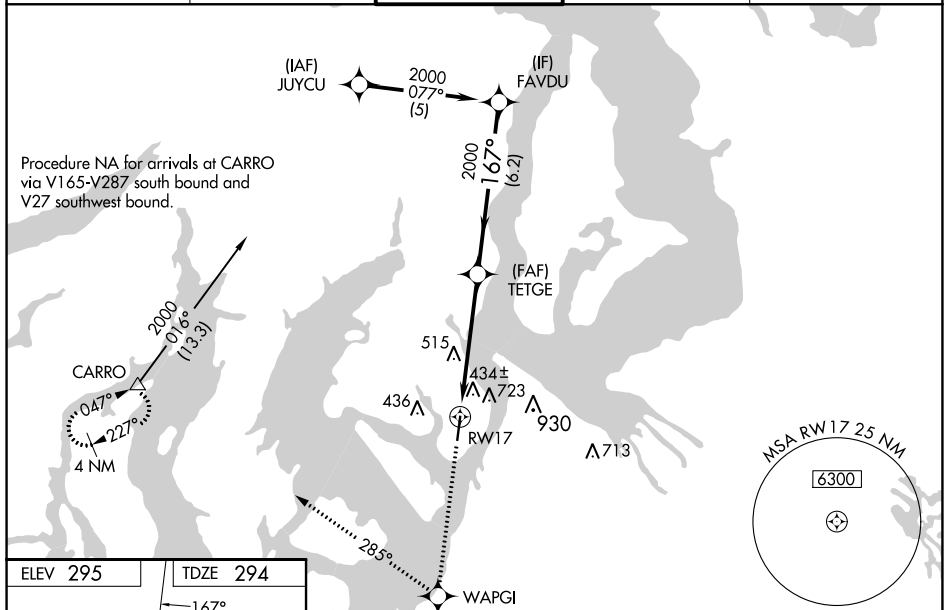 (IAF)
JUYCU
2000
077°
(5)
(IF)
FAVDU
2000
167°
(6.2)
Procedure NA for arrivals at CARRO
via V165-V287 south bound and
V27 southwest bound.
(FAF)
TETGE
2000
016°
(13.3)
CARRO
047°
227°
4 NM
515
434±
723
436
930
RW17
713
MSA RW17 25 NM
6300
285°
WAPGI
ELEV 295
TDZE 294
167°